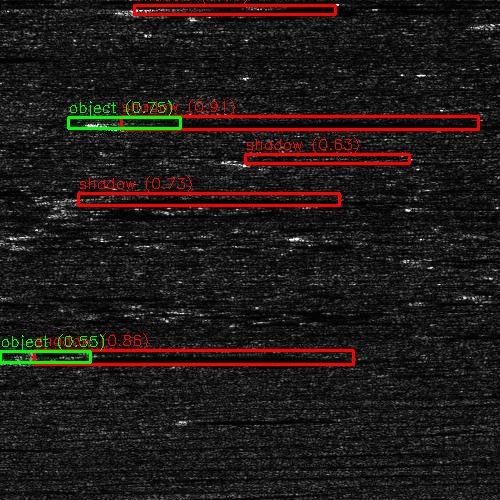 object (0.75)
shadow (0.91)
shadow (0.63)
shadow (0.73)
object (0.55)
(0.86)